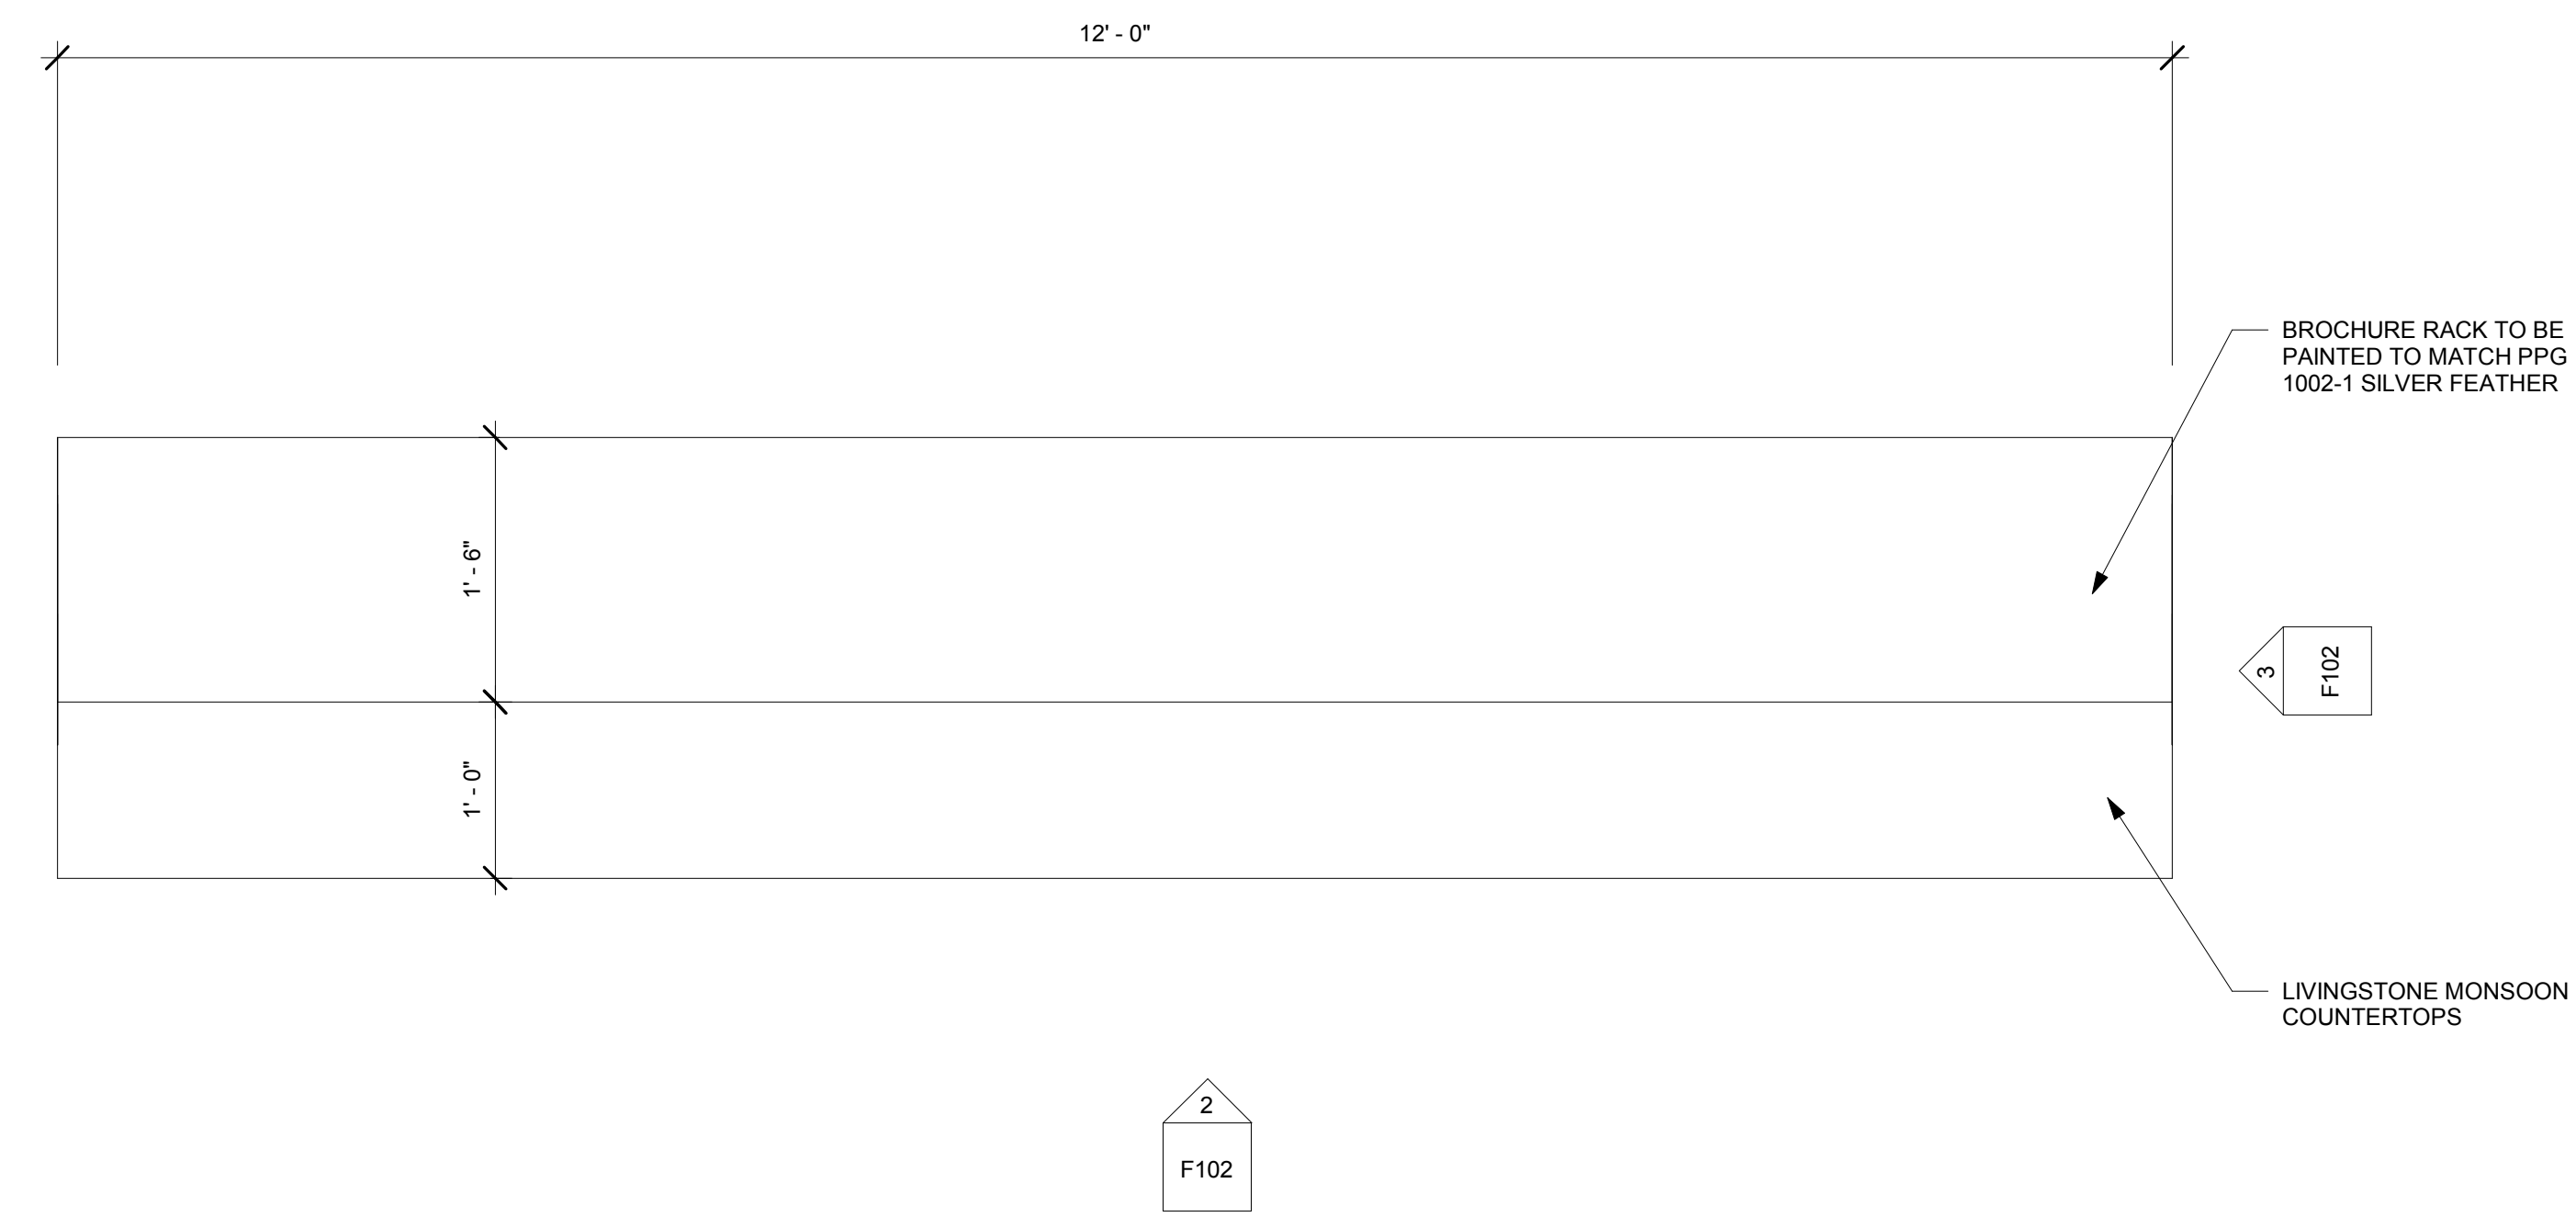 12' - 0"
BROCHURE RACK TO BE
PAINTED TO MATCH PPG
1002-1 SILVER FEATHER
1' - 6"
3
F102
1' - 0"
LIVINGSTONE MONSOON
COUNTERTOPS
2
F102